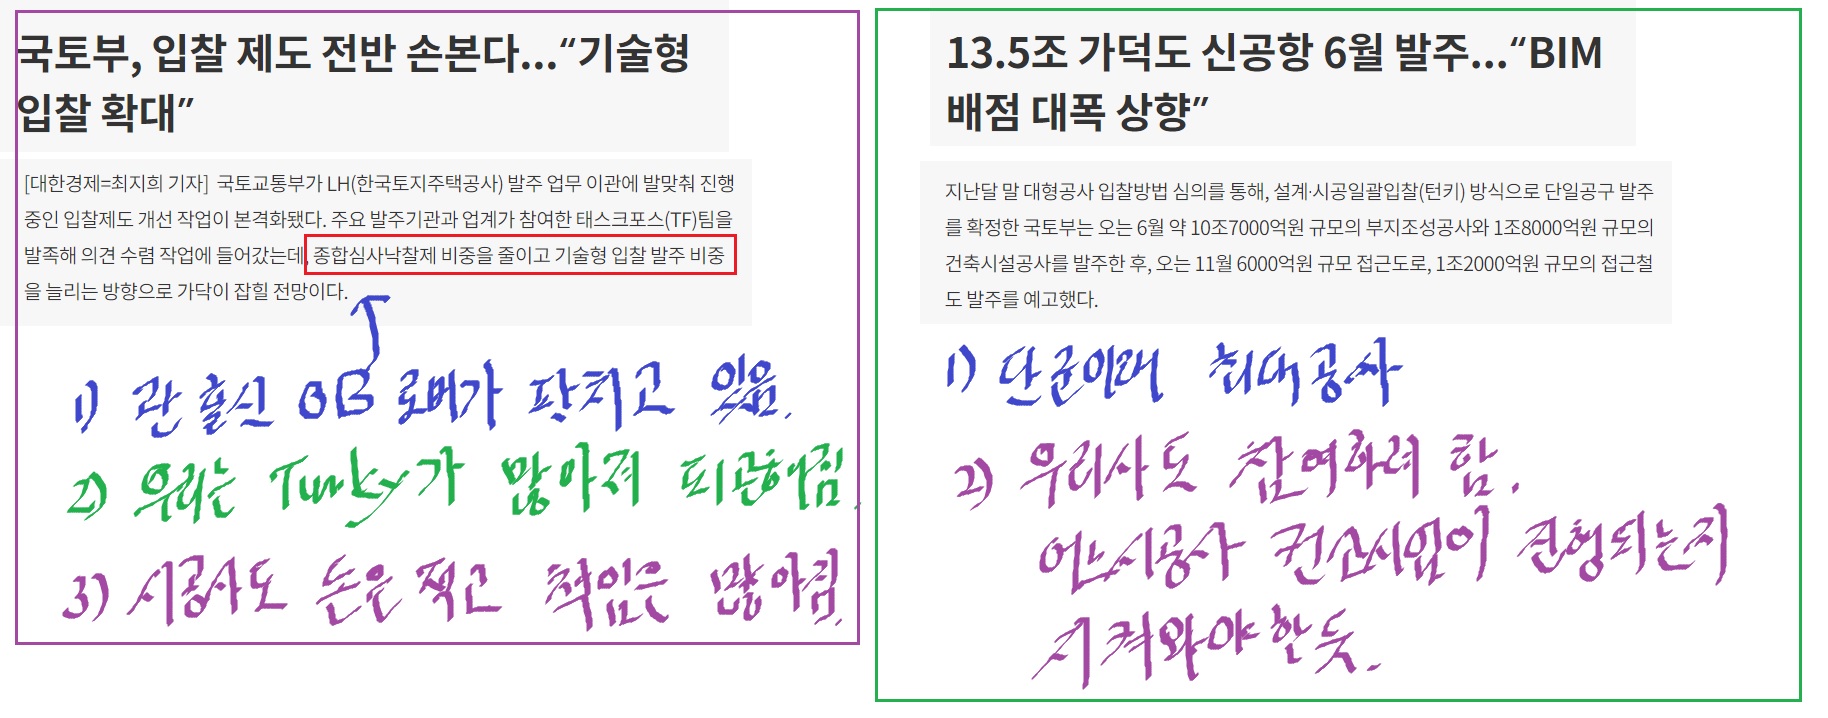 국토부, 입찰 제도 전반 손본다...“기술형
입찰 확대”
[대한경제=최지희 기자] 국토교통부가 LH(한국토지주택공사) 발주 업무 이관에 발맞춰 진행
중인 입찰제도 개선 작업이 본격화됐다. 주요 발주기관과 업계가 참여한 태스크포스(TF)팀을
발족해 의견 수렴 작업에 들어갔는데, 종합심사낙찰제 비중을 줄이고 기술형 입찰 발주 비중
을 늘리는 방향으로 가닥이 잡힐 전망이다.
1) 관 출신 OB 로버가 판치고 있음.
2) 우리는 Turnky가 많아져 피곤해짐.
3) 시공사도 돈은 적고 책임은 많아짐.
13.5조 가덕도 신공항 6월 발주...“BIM
배점 대폭 상향”
지난달 말 대형공사 입찰방법 심의를 통해, 설계·시공일괄입찰(턴키) 방식으로 단일공구 발주
를 확정한 국토부는 오는 6월 약 10조7000억원 규모의 부지조성공사와 1조8000억원 규모의
건축시설공사를 발주한 후, 오는 11월 6000억원 규모 접근도로, 1조2000억원 규모의 접근철
도 발주를 예고했다.
1) 단군이래 최대공사
2) 우리사도 참여하려 함.
어느시공사 컨소시엄이 진행되는지
지켜봐야 한듯.